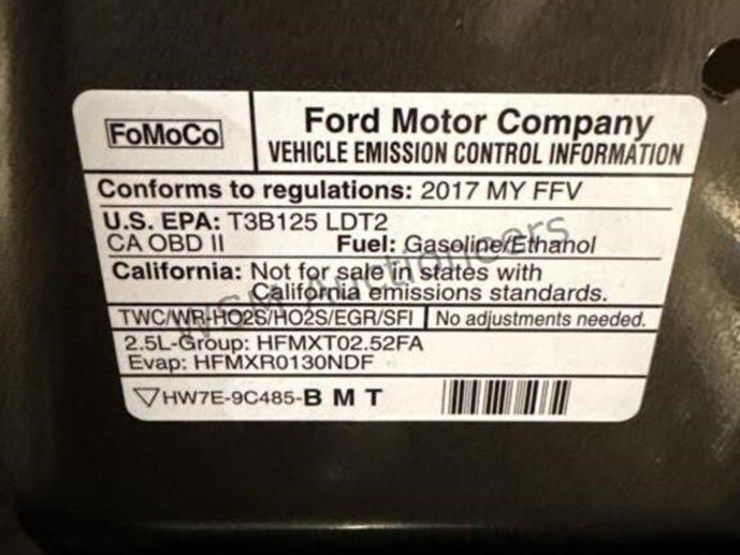 FoMoCo
Ford Motor Company
VEHICLE EMISSION CONTROL INFORMATION
Conforms to regulations: 2017 MY FFV
U.S. EPA: T3B125 LDT2
CA OBD II Fuel: Gasoline/Ethanol
California: Not for sale in states with
California emissions standards.
TWC/WR-HO2S/HO2S/EGR/SFI No adjustments needed.
2.5L-Group: HFMXT02.52FA
Evap: HFMXR0130NDF
HW7E-9C485-B M T
WSM Auctioneers